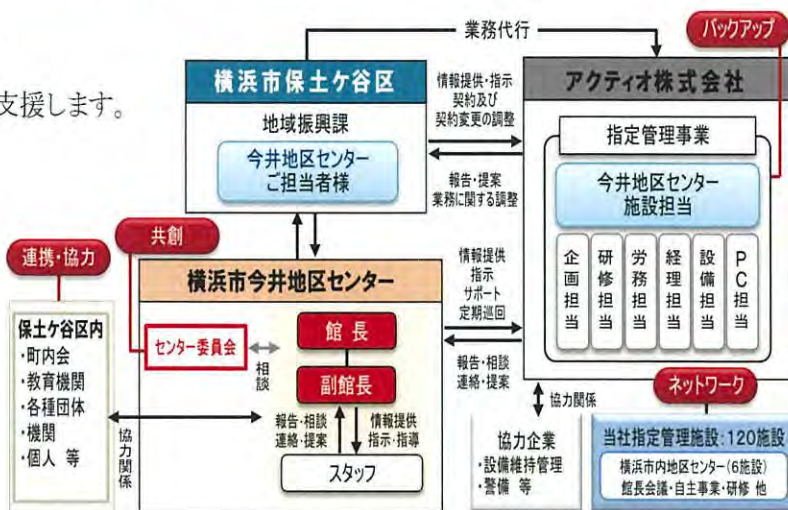 支援します。
業務代行
バックアップ
横浜市保土ケ谷区
地域振興課
今井地区センター
ご担当者様
情報提供・指示
契約及び
契約変更の調整
報告・提案
業務に関する調整
アクティオ株式会社
指定管理事業
今井地区センター
施設担当
企画担当
研修担当
労務担当
経理担当
設備担当
PC担当
共創
連携・協力
横浜市今井地区センター
保土ケ谷区内
・町内会
・教育機関
・各種団体
・機関
・個人 等
センター委員会
相談
館長
副館長
報告・相談
連絡・提案
情報提供
指示・指導
スタッフ
協力関係
情報提供
指示
サポート
定期巡回
報告・相談
連絡・提案
協力関係
協力企業
・設備維持管理
・警備 等
ネットワーク
当社指定管理施設:120施設
横浜市内地区センター(6施設)
館長会議・自主事業・研修 他